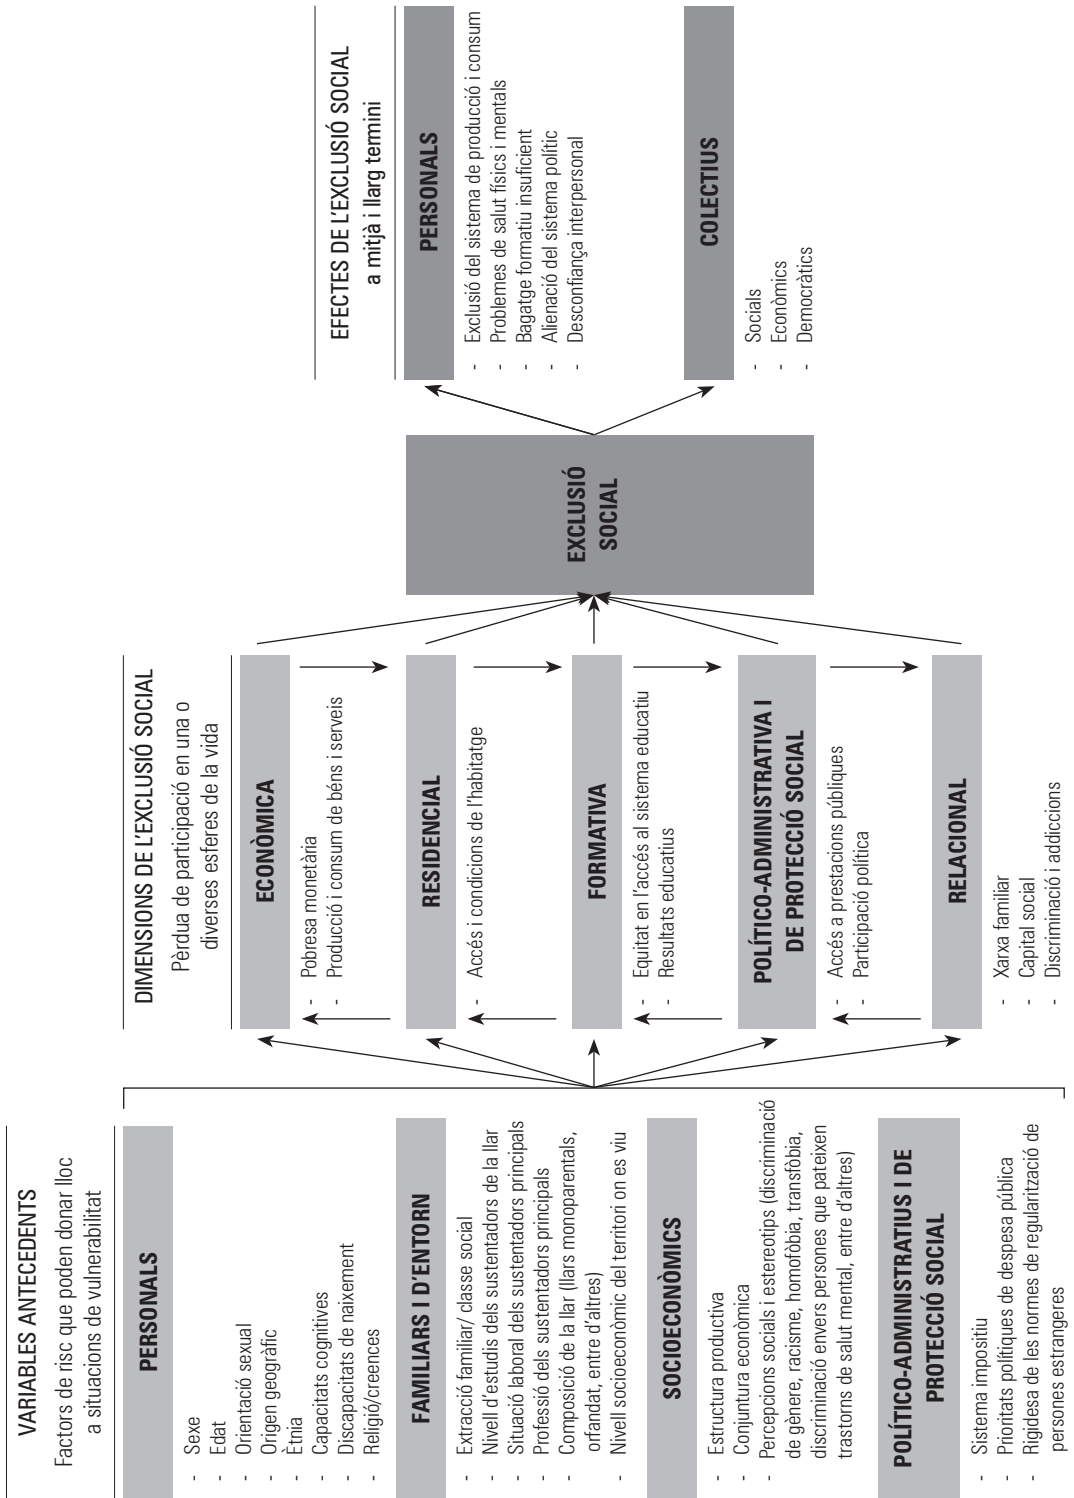 VARIABLES ANTECEDENTS
Factors de risc que poden donar lloc
a situacions de vulnerabilitat
PERSONALS
- Sexe
- Edat
- Orientació sexual
- Origen geogràfic
- Ètnia
- Capacitats cognitives
- Discapacitats de naixement
- Religió/creences
FAMILIARS I D'ENTORN
- Extracció familiar/ classe social
- Nivell d'estudis dels sustentadors de la llar
- Situació laboral dels sustentadors principals
- Professió dels sustentadors principals
- Composició de la llar (llars monoparentals,
orfandat, entre d'altres)
- Nivell socioeconòmic del territori on es viu
SOCIOECONÒMICS
- Estructura productiva
- Conjuntura econòmica
- Percepcions socials i estereotips (discriminació
de gènere, racisme, homofòbia, transfòbia,
discriminació envers persones que pateixen
trastorns de salut mental, entre d'altres)
POLÍTICO-ADMINISTRATIUS I DE
PROTECCIÓ SOCIAL
- Sistema impositiu
- Prioritats polítiques de despesa pública
- Rigidesa de les normes de regularització de
persones estrangeres
DIMENSIONS DE L'EXCLUSIÓ SOCIAL
Pèrdua de participació en una o
diverses esferes de la vida
ECONÒMICA
- Pobresa monetària
- Producció i consum de béns i serveis
RESIDENCIAL
- Accés i condicions de l'habitatge
FORMATIVA
- Equitat en l'accés al sistema educatiu
- Resultats educatius
POLÍTICO-ADMINISTRATIVA I
DE PROTECCIÓ SOCIAL
- Accés a prestacions públiques
- Participació política
RELACIONAL
- Xarxa familiar
- Capital social
- Discriminació i addiccions
EXCLUSIÓ
SOCIAL
EFECTES DE L'EXCLUSIÓ SOCIAL
a mitjà i llarg termini
PERSONALS
- Exclusió del sistema de producció i consum
- Problemes de salut físics i mentals
- Bagatge formatiu insuficient
- Alienació del sistema polític
- Desconfiança interpersonal
COLECTIUS
- Socials
- Econòmics
- Democràtics